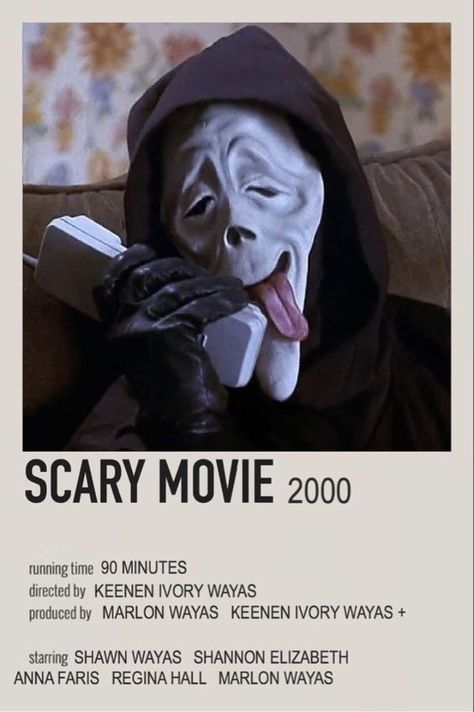 SCARY MOVIE 2000
running time 90 MINUTES
directed by KEENEN IVORY WAYAS
produced by MARLON WAYAS KEENEN IVORY WAYAS +
starring SHAWN WAYAS SHANNON ELIZABETH
ANNA FARIS REGINA HALL MARLON WAYAS